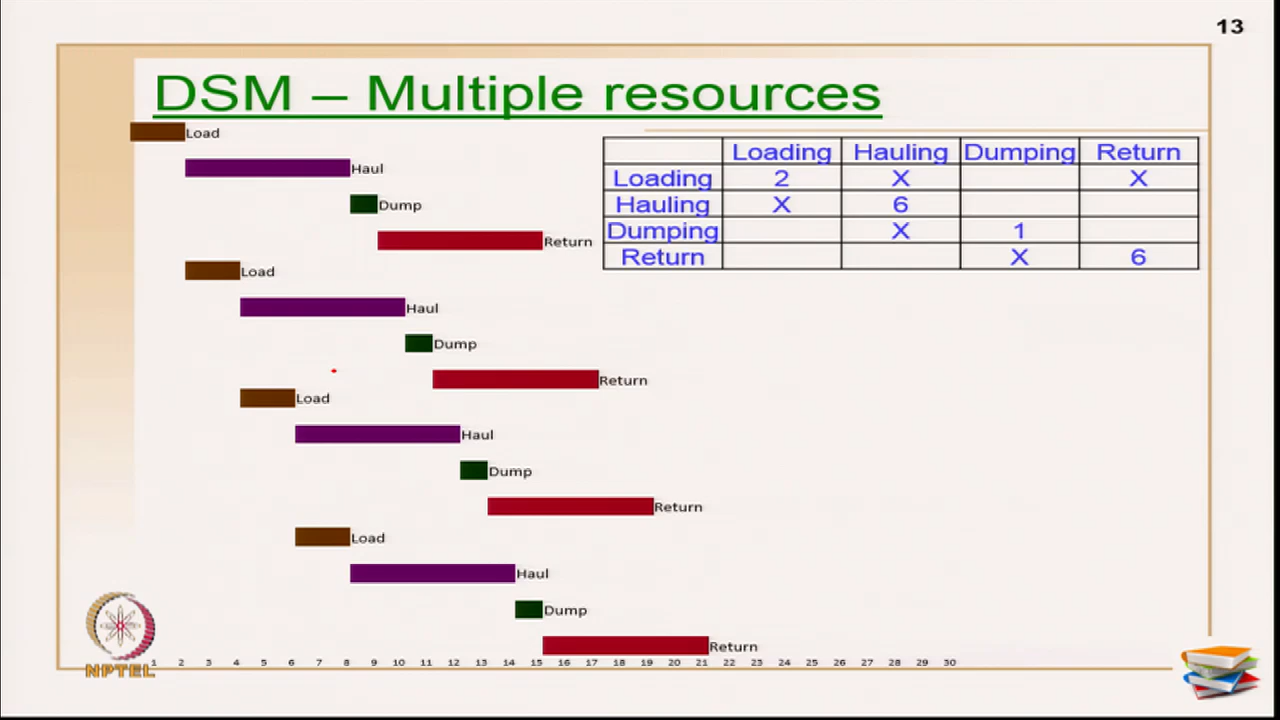 13
DSM – Multiple resources
Load
Haul
Dump
Return
Load
Haul
Dump
Return
Load
Haul
Dump
Return
Load
Haul
Dump
Return
Loading Hauling Dumping Return
Loading 2 X X
Hauling X 6
Dumping X 1
Return X 6
1 2 3 4 5 6 7 8 9 10 11 12 13 14 15 16 17 18 19 20 21 22 23 24 25 26 27 28 29 30
NPTEL